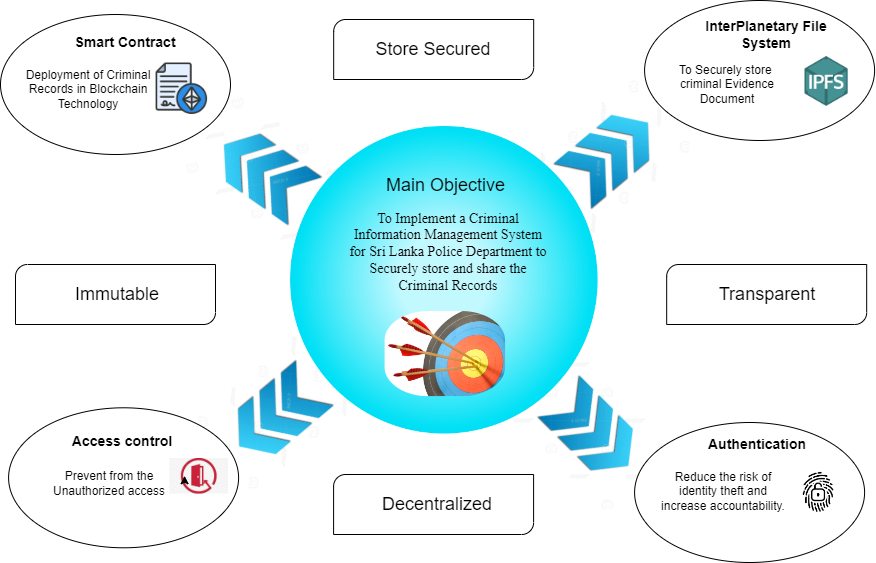 Smart Contract
Deployment of Criminal
Records in Blockchain
Technology
Store Secured
InterPlanetary File
System
To Securely store
criminal Evidence
Document
IPFS
Main Objective
To Implement a Criminal
Information Management System
for Sri Lanka Police Department to
Securely store and share the
Criminal Records
Immutable
Transparent
Access control
Prevent from the
Unauthorized access
Decentralized
Authentication
Reduce the risk of
identity theft and
increase accountability.